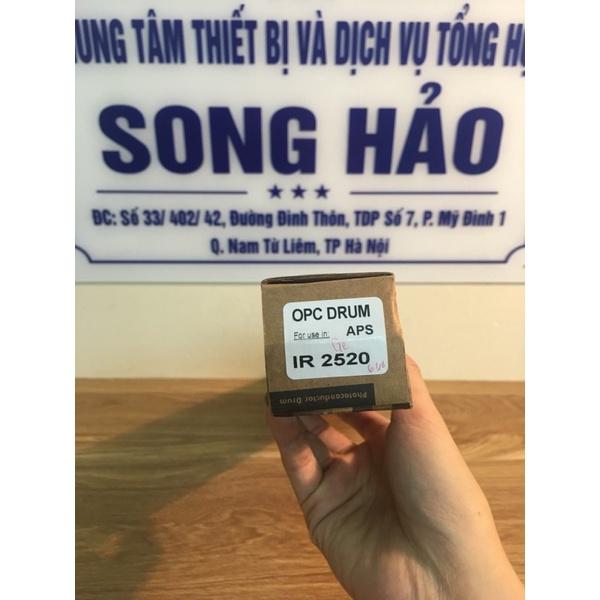 TÂM THIẾT BỊ VÀ DỊCH VỤ TỔNG
SONG HẢO
ĐC: Số 33/ 402/ 42, Đường Đình Thôn, TDP Số 7, P. Mỹ Đình 1
Q. Nam Từ Liêm, TP Hà Nội
OPC DRUM
For use in: APS
IR 2520
Photoconductor Drum